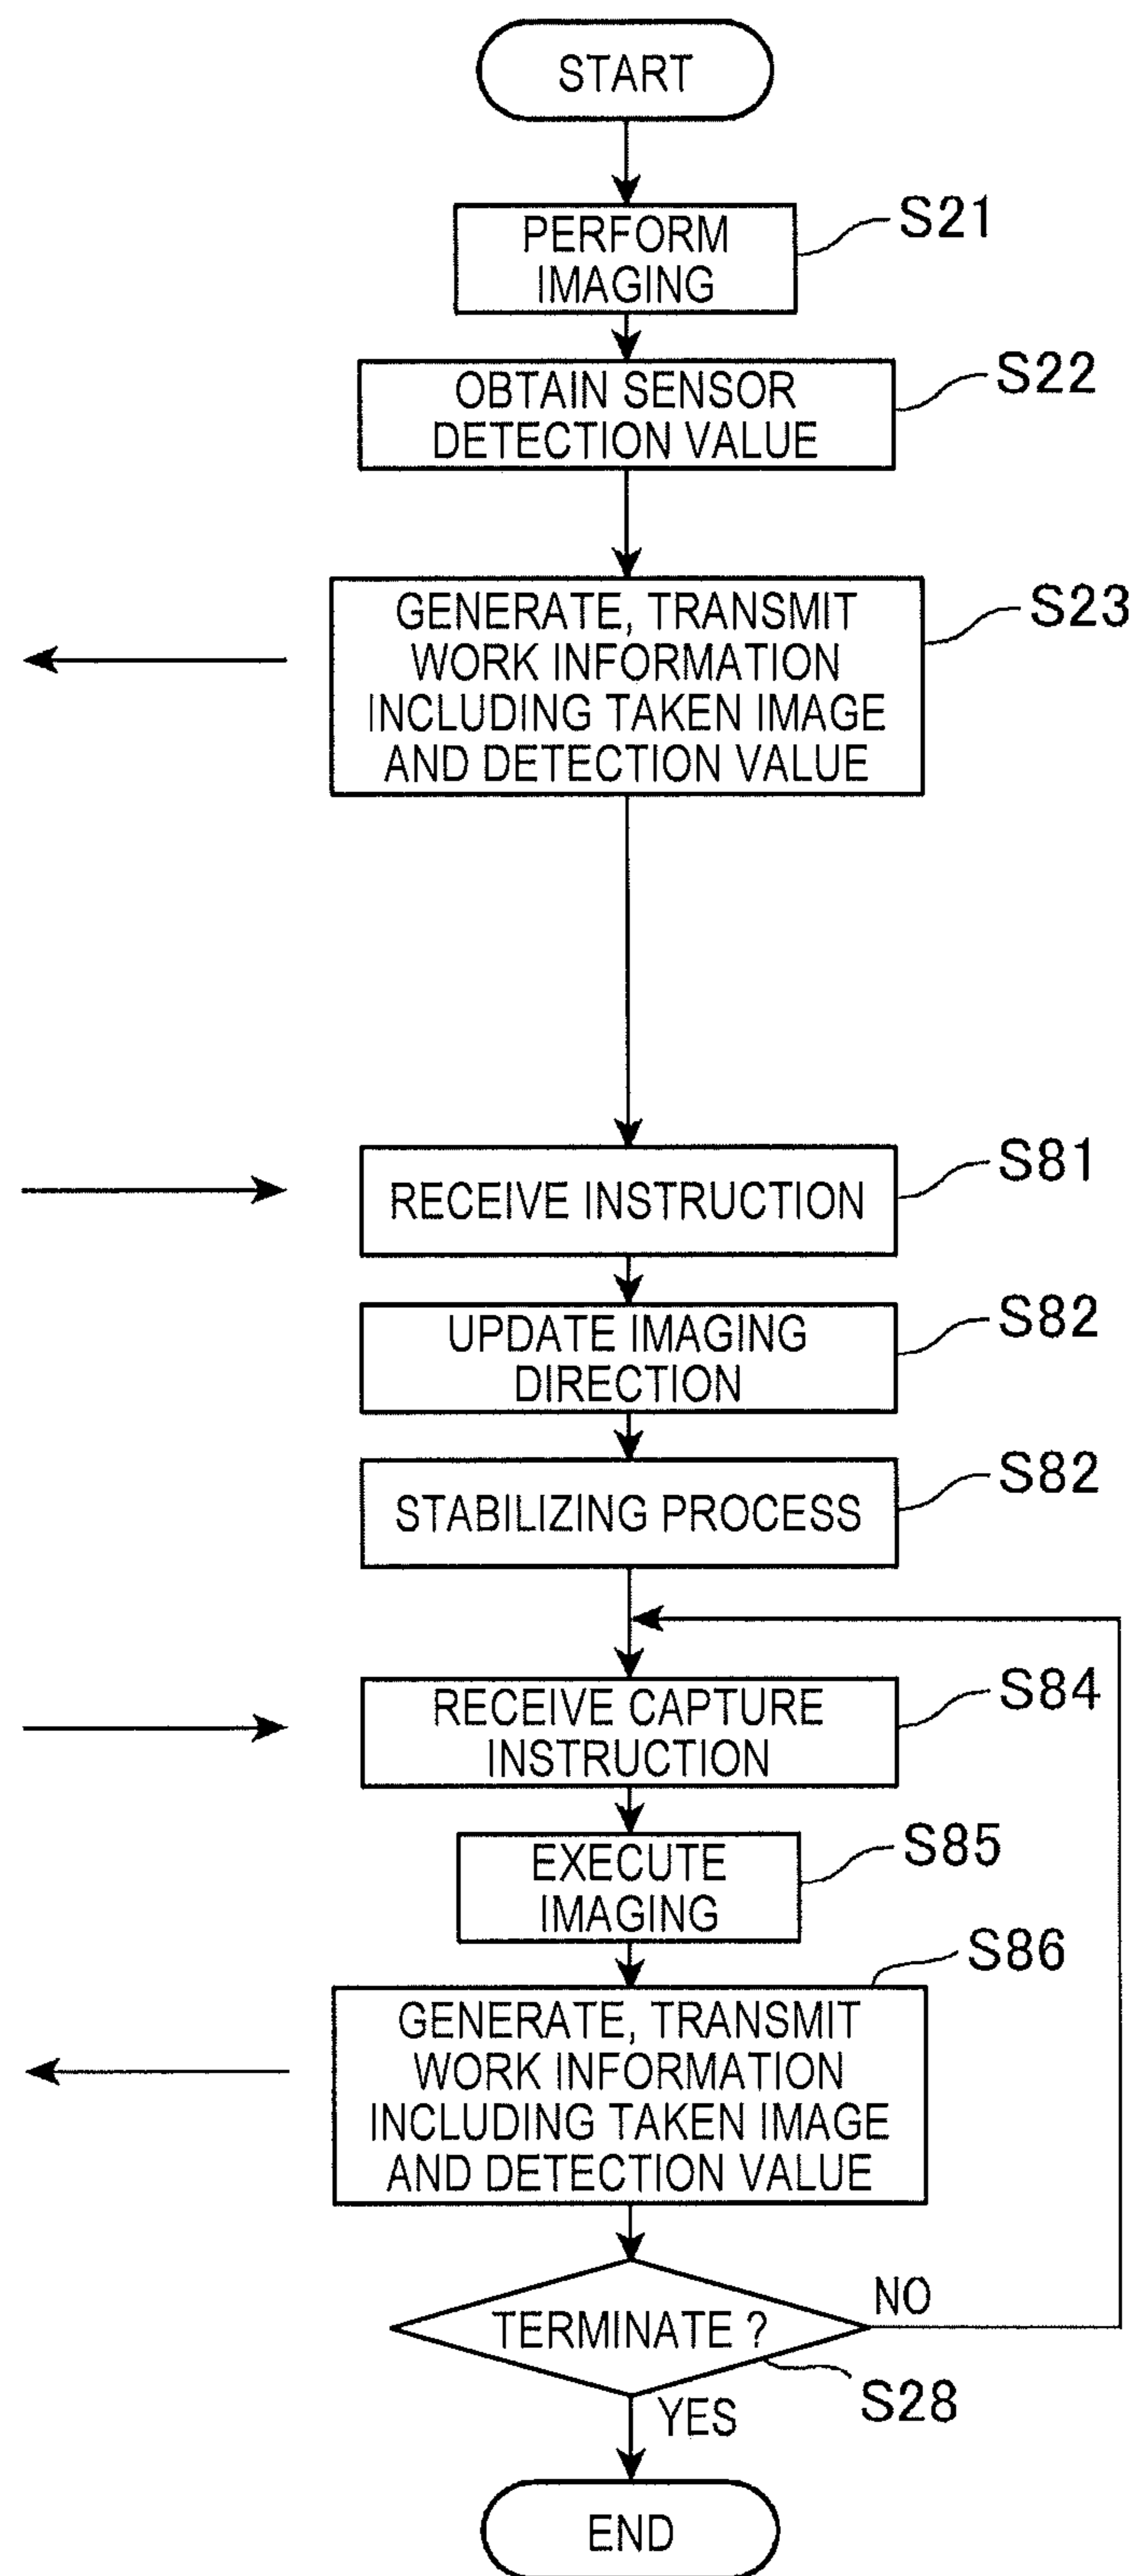 START
PERFORM
IMAGING
S21
OBTAIN SENSOR
DETECTION VALUE
S22
GENERATE, TRANSMIT
WORK INFORMATION
INCLUDING TAKEN IMAGE
AND DETECTION VALUE
S23
RECEIVE INSTRUCTION
S81
UPDATE IMAGING
DIRECTION
S82
STABILIZING PROCESS
S82
RECEIVE CAPTURE
INSTRUCTION
S84
EXECUTE
IMAGING
S85
S86
GENERATE, TRANSMIT
WORK INFORMATION
INCLUDING TAKEN IMAGE
AND DETECTION VALUE
TERMINATE ?
NO
S28
YES
END